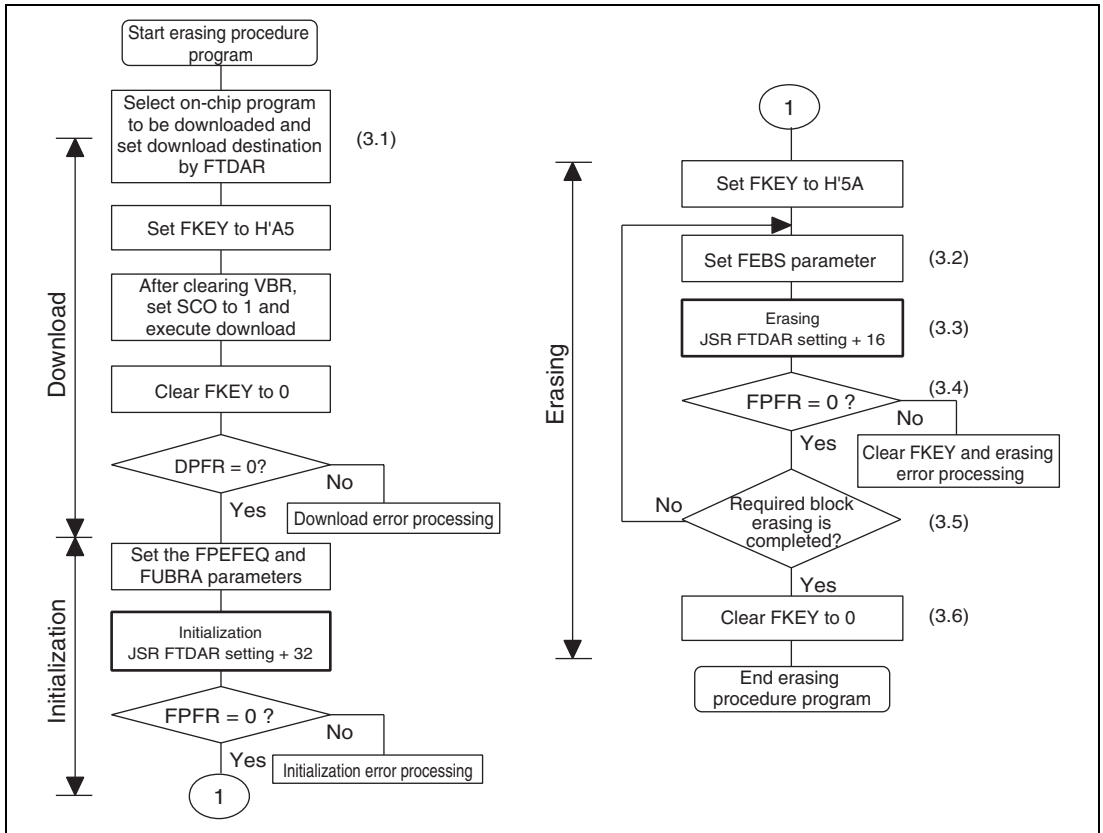 Start erasing procedure
program
Select on-chip program
to be downloaded and
set download destination
by FTDAR
(3.1)
Set FKEY to H'A5
After clearing VBR,
set SCO to 1 and
execute download
Clear FKEY to 0
DPFR = 0?
No
Yes
Download error processing
Download
Set the FPEFEQ and
FUBRA parameters
Initialization
JSR FTDAR setting + 32
FPFR = 0 ?
No
Yes
Initialization error processing
Initialization
1
1
Set FKEY to H'5A
Set FEBS parameter
(3.2)
Erasing
JSR FTDAR setting + 16
(3.3)
(3.4)
FPFR = 0 ?
No
Yes
Clear FKEY and erasing
error processing
Erasing
No
Required block
erasing is
completed?
(3.5)
Yes
Clear FKEY to 0
(3.6)
End erasing
procedure program